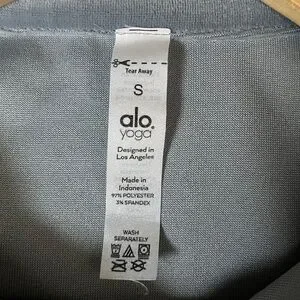 Tear Away
S
alo.
yoga
Designed in
Los Angeles
Made in
Indonesia
97% POLYESTER
3% SPANDEX
WASH
SEPARATELY